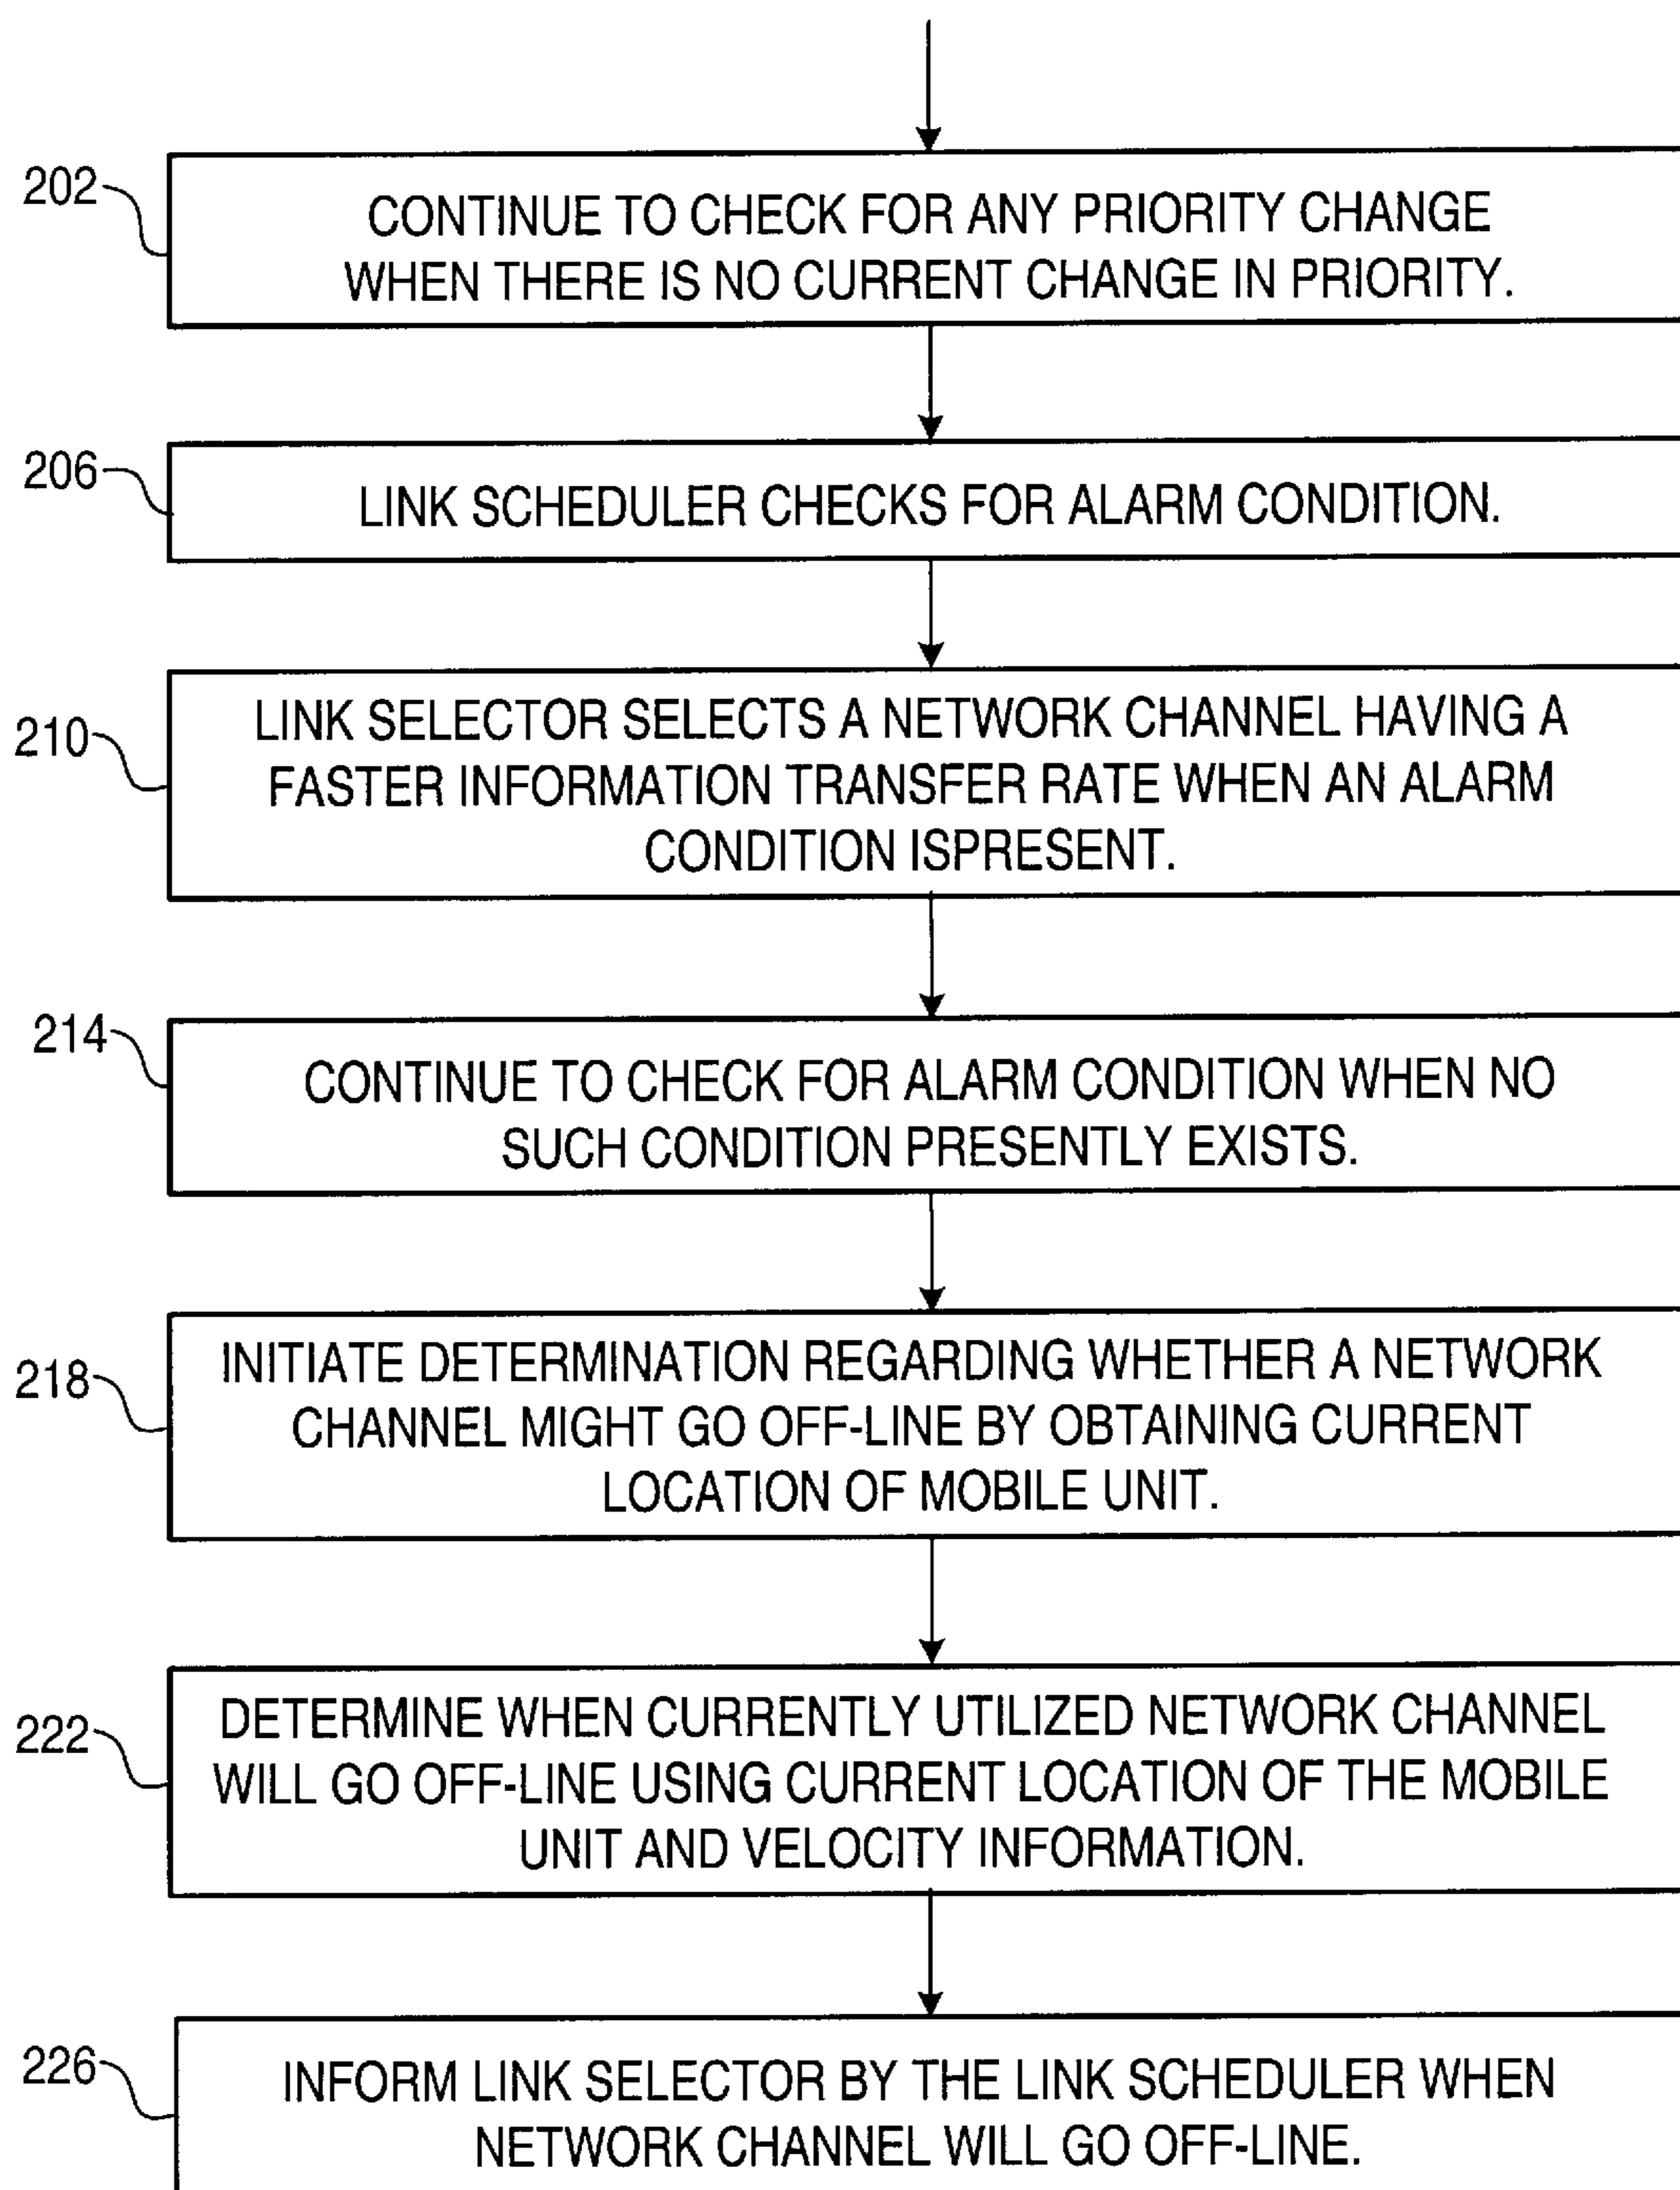 202
CONTINUE TO CHECK FOR ANY PRIORITY CHANGE
WHEN THERE IS NO CURRENT CHANGE IN PRIORITY.
206
LINK SCHEDULER CHECKS FOR ALARM CONDITION.
210
LINK SELECTOR SELECTS A NETWORK CHANNEL HAVING A
FASTER INFORMATION TRANSFER RATE WHEN AN ALARM
CONDITION ISPRESENT.
214
CONTINUE TO CHECK FOR ALARM CONDITION WHEN NO
SUCH CONDITION PRESENTLY EXISTS.
218
INITIATE DETERMINATION REGARDING WHETHER A NETWORK
CHANNEL MIGHT GO OFF-LINE BY OBTAINING CURRENT
LOCATION OF MOBILE UNIT.
222
DETERMINE WHEN CURRENTLY UTILIZED NETWORK CHANNEL
WILL GO OFF-LINE USING CURRENT LOCATION OF THE MOBILE
UNIT AND VELOCITY INFORMATION.
226
INFORM LINK SELECTOR BY THE LINK SCHEDULER WHEN
NETWORK CHANNEL WILL GO OFF-LINE.